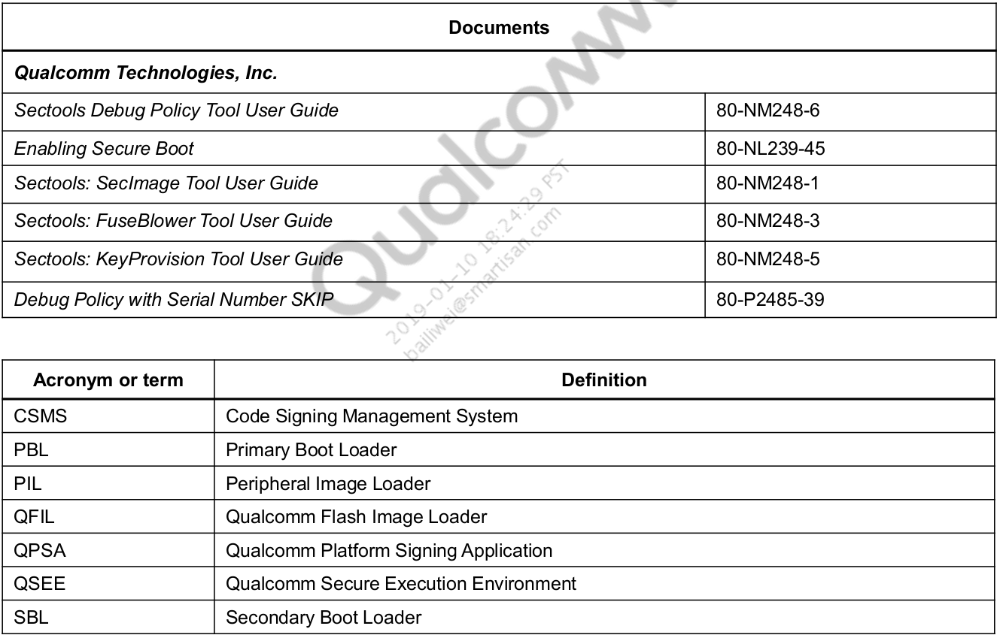 Documents
Qualcomm Technologies, Inc.
Sectools Debug Policy Tool User Guide 80-NM248-6
Enabling Secure Boot 80-NL239-45
Sectools: SecImage Tool User Guide 80-NM248-1
Sectools: FuseBlower Tool User Guide 80-NM248-3
Sectools: KeyProvision Tool User Guide 80-NM248-5
Debug Policy with Serial Number SKIP 80-P2485-39
Qualcomm
2019-01-10 18:24:29 PST
bailiwei@smartisan.com
Acronym or term Definition
CSMS Code Signing Management System
PBL Primary Boot Loader
PIL Peripheral Image Loader
QFIL Qualcomm Flash Image Loader
QPSA Qualcomm Platform Signing Application
QSEE Qualcomm Secure Execution Environment
SBL Secondary Boot Loader